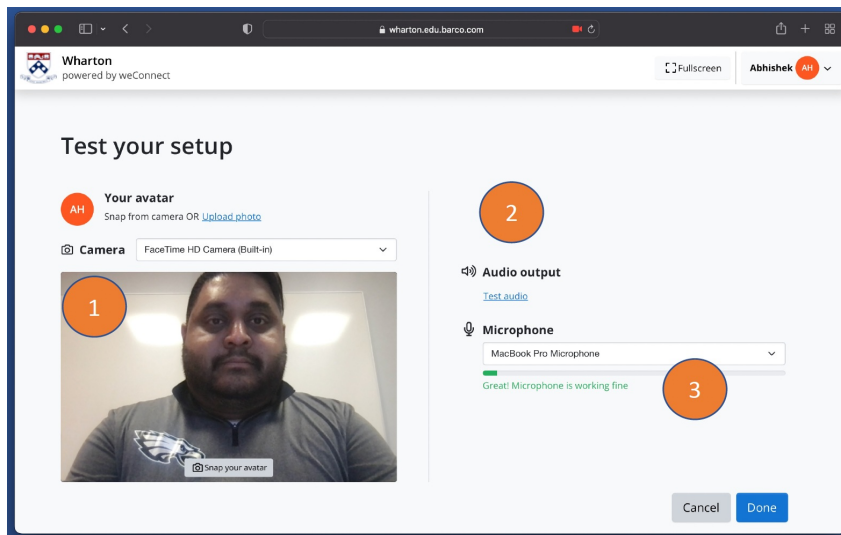 wharton.edu.barco.com
Wharton
powered by weConnect
Fullscreen
Abhishek AH
Test your setup
AH
Your avatar
Snap from camera OR Upload photo
Camera
FaceTime HD Camera (Built-in)
1
Snap your avatar
2
Audio output
Test audio
Microphone
MacBook Pro Microphone
Great! Microphone is working fine
3
Cancel
Done